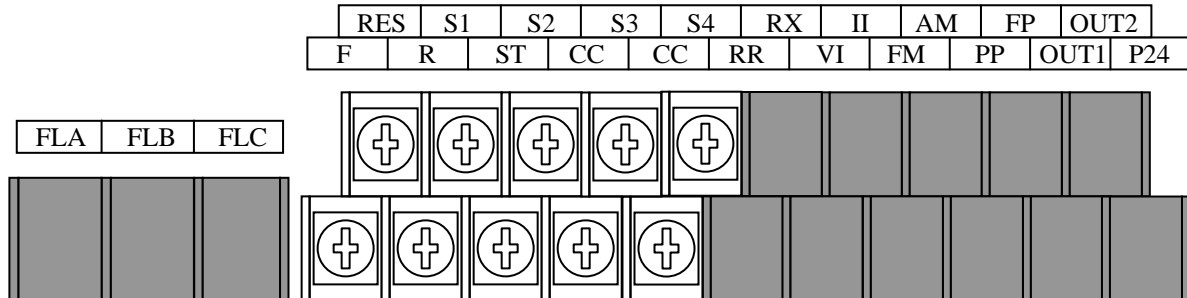 RES S1 S2 S3 S4 RX II AM FP OUT2
F R ST CC CC RR VI FM PP OUT1 P24
FLA FLB FLC